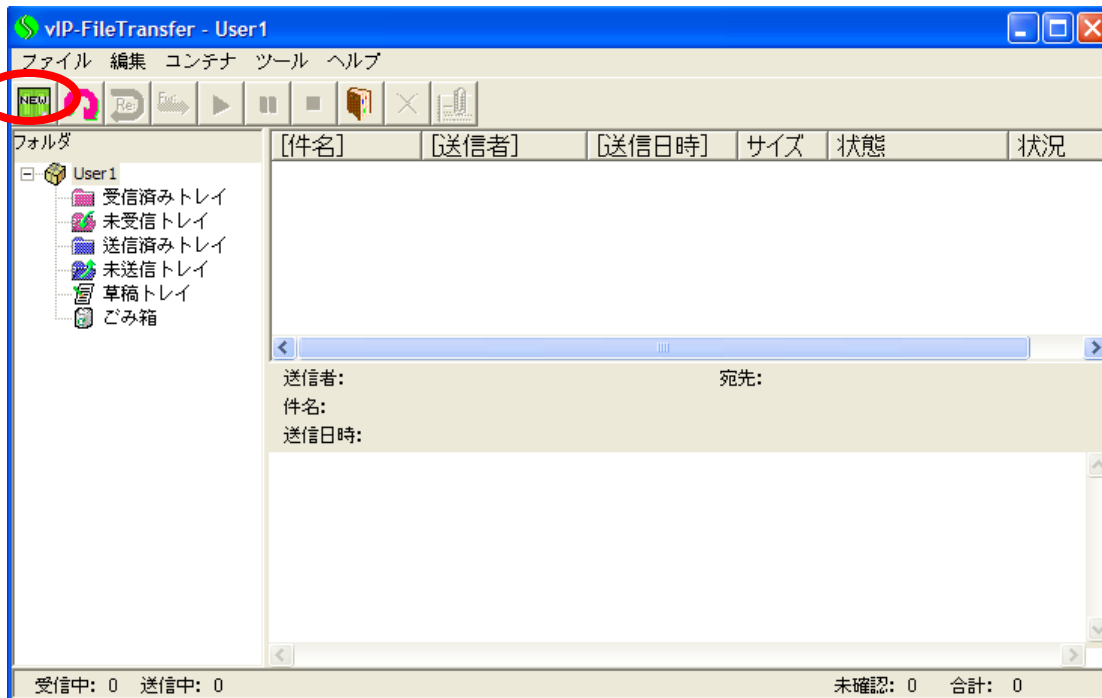 vIP-FileTransfer - User1
ファイル 編集 コンテナ ツール ヘルプ
NEW Re: Fwd:
フォルダ
[件名] [送信者] [送信日時] サイズ 状態 状況
User1
受信済みトレイ
未受信トレイ
送信済みトレイ
未送信トレイ
草稿トレイ
ごみ箱
送信者: 宛先:
件名:
送信日時:
受信中: 0 送信中: 0 未確認: 0 合計: 0